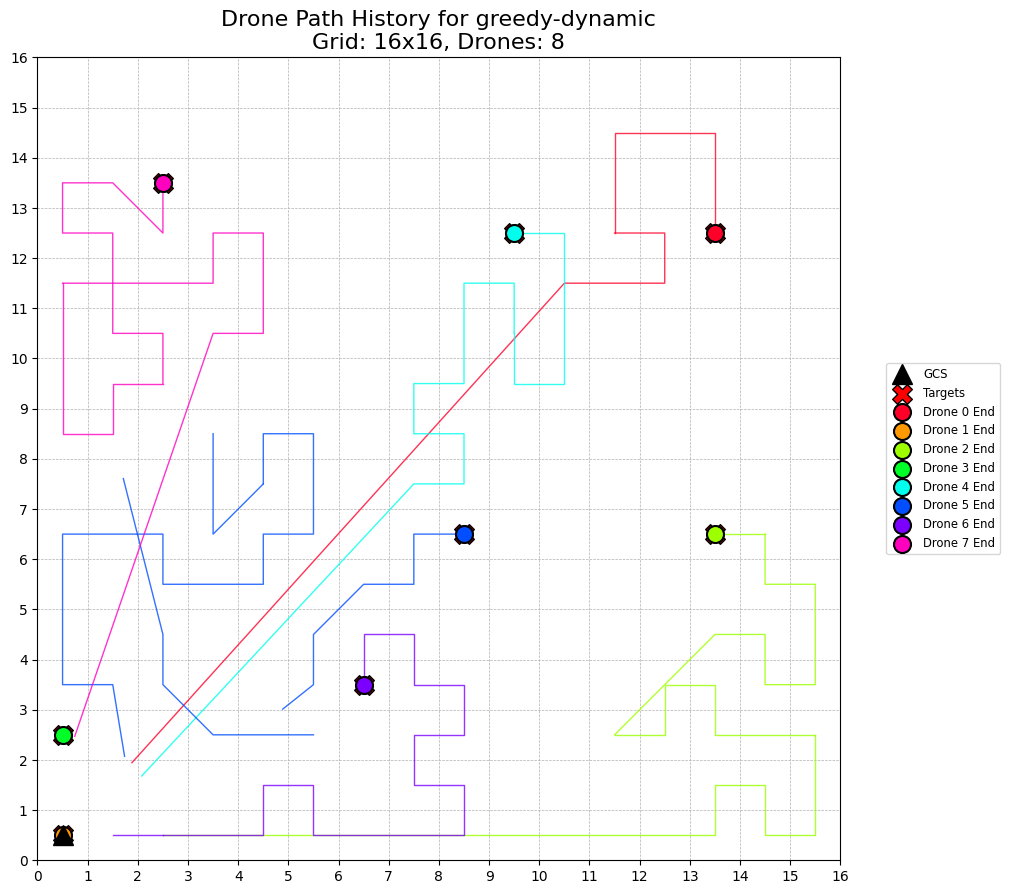 Drone Path History for greedy-dynamic
Grid: 16x16, Drones: 8
16
15
14
13
12
11
10
9
8
7
6
5
4
3
2
1
0
0 1 2 3 4 5 6 7 8 9 10 11 12 13 14 15 16
GCS
Targets
Drone 0 End
Drone 1 End
Drone 2 End
Drone 3 End
Drone 4 End
Drone 5 End
Drone 6 End
Drone 7 End